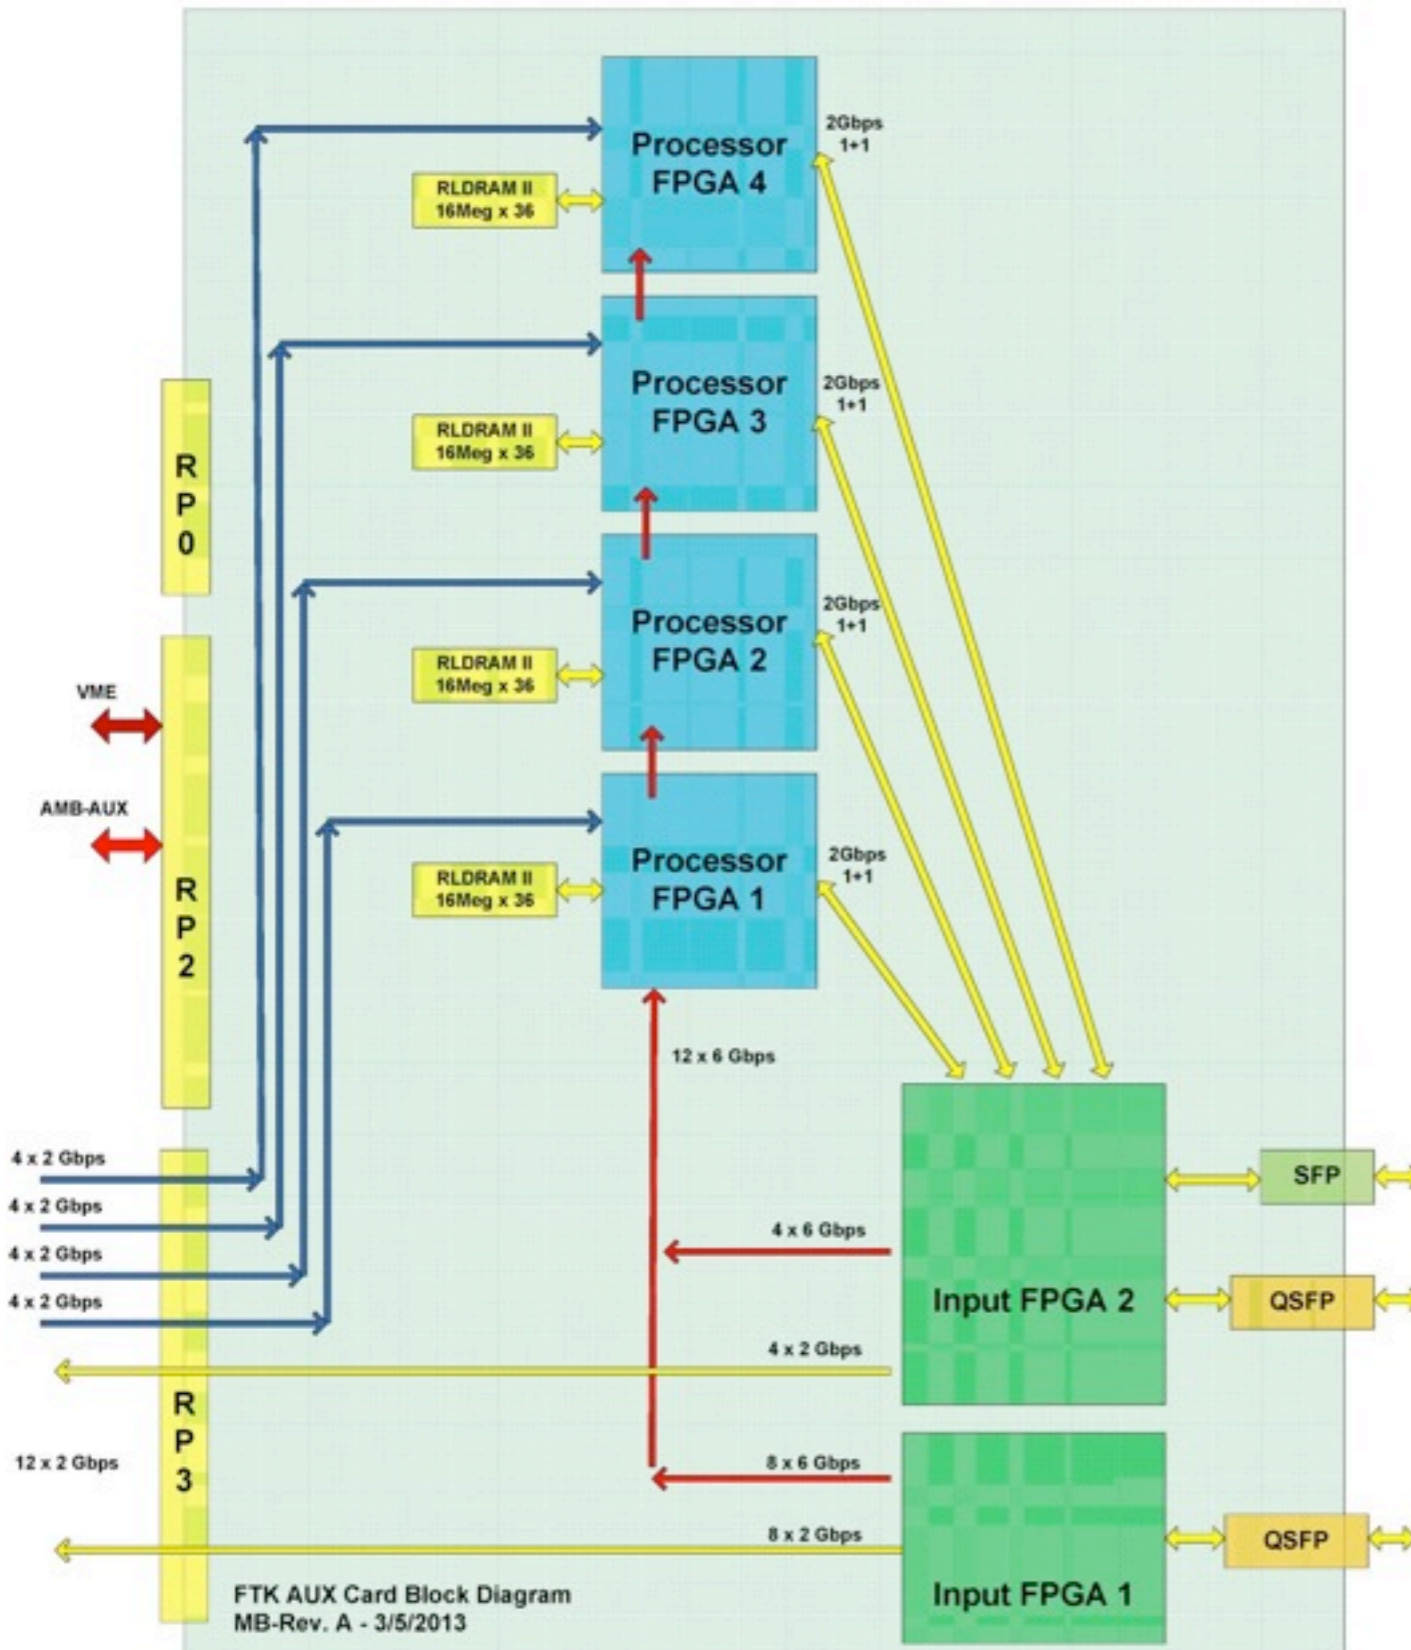 Processor
FPGA 4
2Gbps
1+1
RLDRAM II
16Meg x 36
Processor
FPGA 3
2Gbps
1+1
RLDRAM II
16Meg x 36
R
P
0
Processor
FPGA 2
2Gbps
1+1
RLDRAM II
16Meg x 36
VME
AMB-AUX
R
P
2
Processor
FPGA 1
2Gbps
1+1
RLDRAM II
16Meg x 36
12 x 6 Gbps
4 x 2 Gbps
4 x 2 Gbps
4 x 2 Gbps
4 x 2 Gbps
SFP
4 x 6 Gbps
Input FPGA 2
QSFP
4 x 2 Gbps
R
P
3
12 x 2 Gbps
8 x 6 Gbps
8 x 2 Gbps
QSFP
Input FPGA 1
FTK AUX Card Block Diagram
MB-Rev. A - 3/5/2013